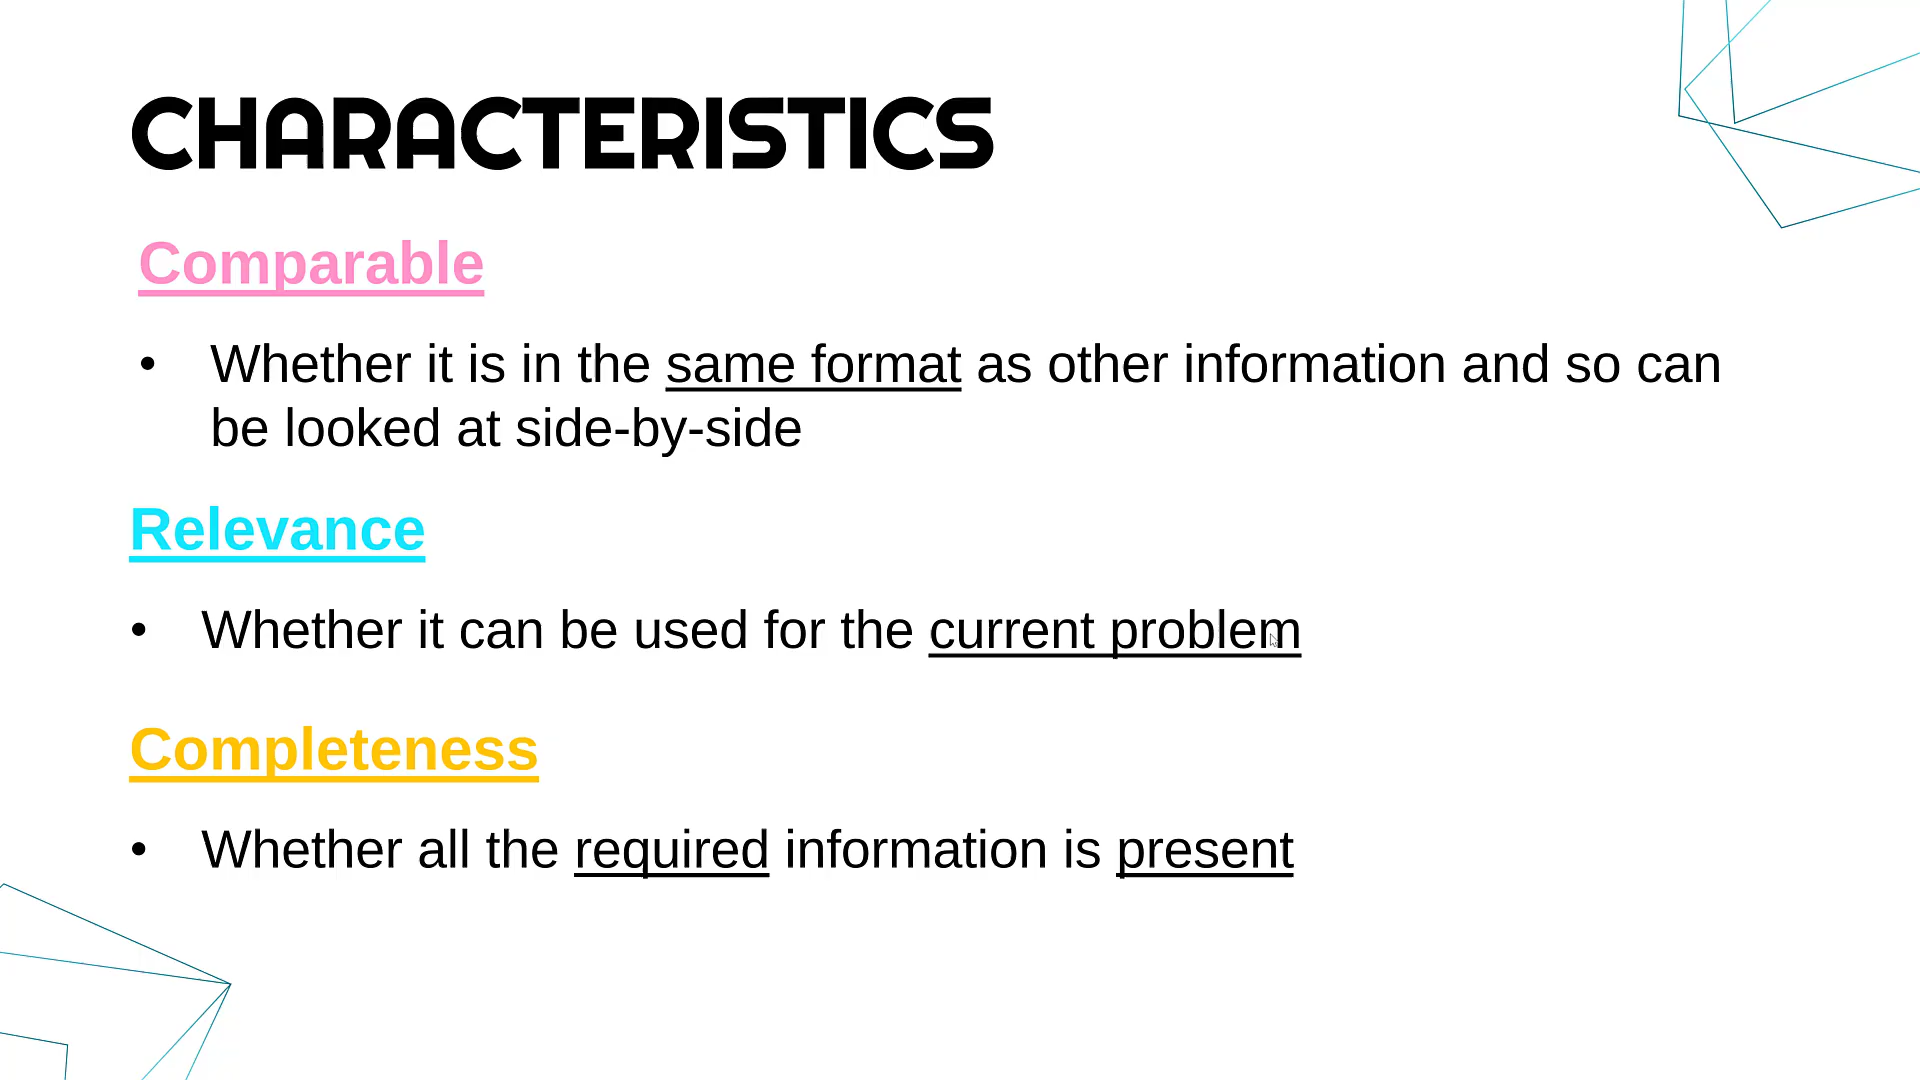 CHARACTERISTICS
Comparable
• Whether it is in the same format as other information and so can
be looked at side-by-side
Relevance
• Whether it can be used for the current problem
Completeness
• Whether all the required information is present